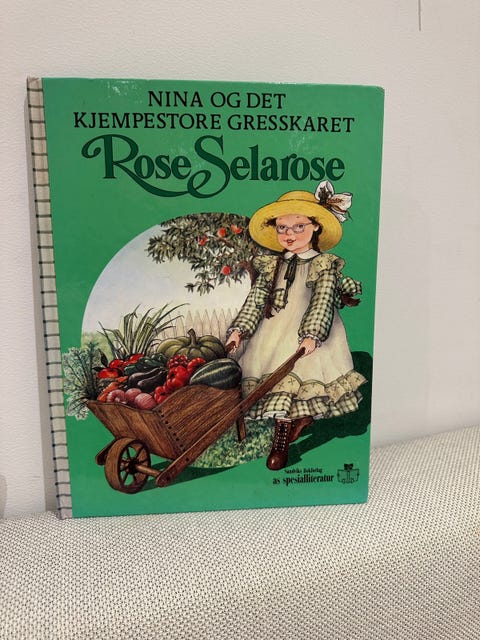 NINA OG DET
KJEMPESTORE GRESSKARET
Rose Selarose
Sandviks Bokforlag
as spesiallitteratur